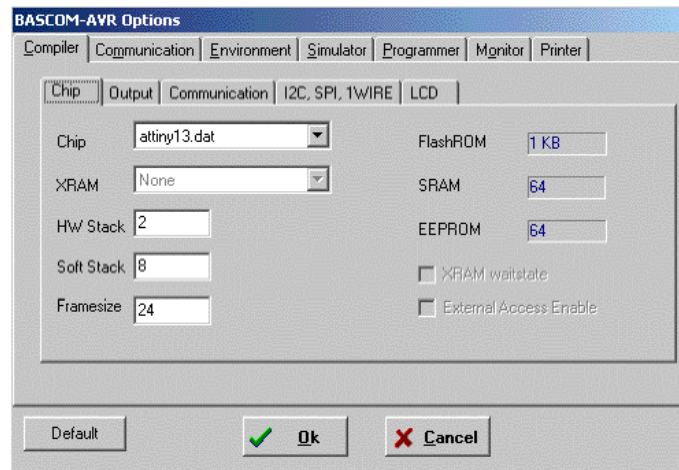 BASCOM-AVR Options
Compiler Communication Environment Simulator Programmer Monitor Printer
Chip Output Communication I2C, SPI, 1WIRE LCD
Chip attiny13.dat FlashROM 1 KB
XRAM None SRAM 64
HW Stack 2 EEPROM 64
Soft Stack 8 XRAM waitstate
Framesize 24 External Access Enable
Default Ok Cancel